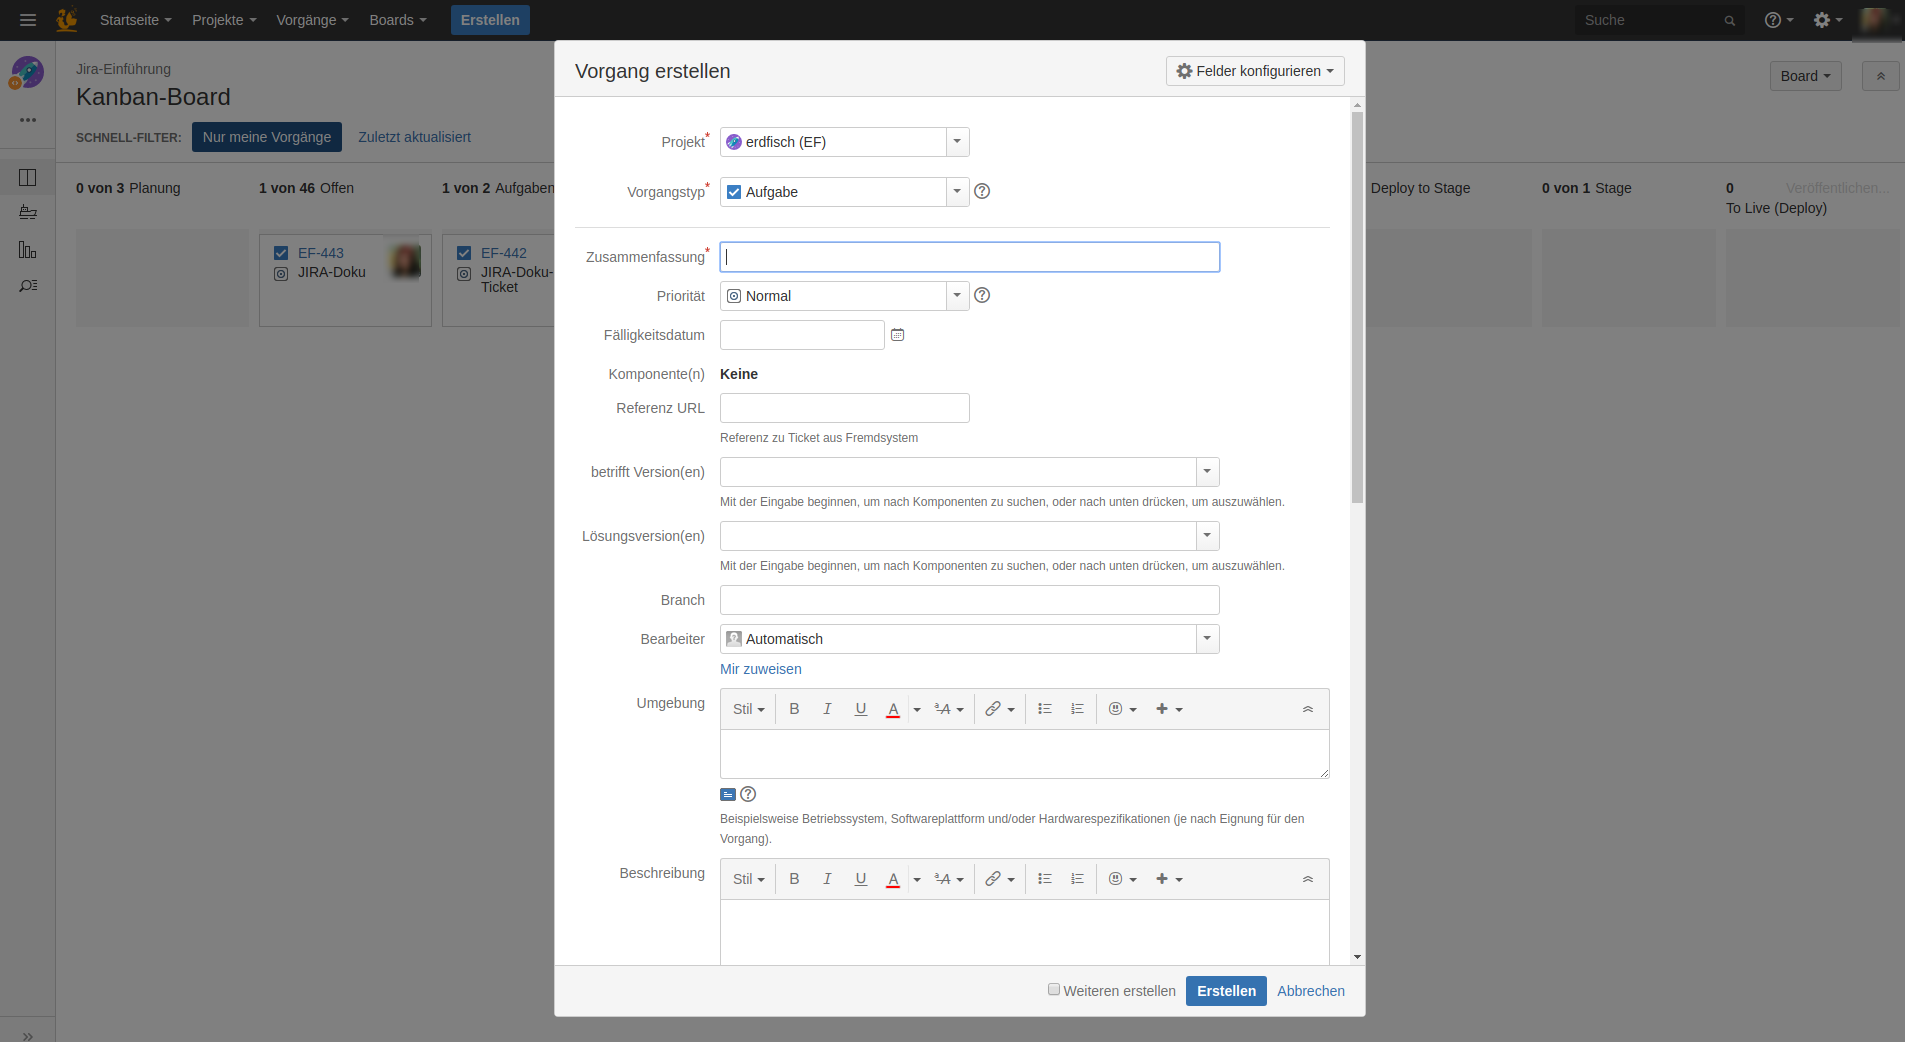 Startseite Projekte Vorgänge Boards Erstellen Suche
Jira-Einführung
Kanban-Board
Board
SCHNELL-FILTER: Nur meine Vorgänge Zuletzt aktualisiert
0 von 3 Planung 1 von 46 Offen 1 von 2 Aufgaben Deploy to Stage 0 von 1 Stage 0 Veröffentlichen...
To Live (Deploy)
EF-443
JIRA-Doku
EF-442
JIRA-Doku-
Ticket
Vorgang erstellen
Felder konfigurieren
Projekt* erdfisch (EF)
Vorgangstyp* Aufgabe
Zusammenfassung*
Priorität Normal
Fälligkeitsdatum
Komponente(n) Keine
Referenz URL
Referenz zu Ticket aus Fremdsystem
betrifft Version(en)
Mit der Eingabe beginnen, um nach Komponenten zu suchen, oder nach unten drücken, um auszuwählen.
Lösungsversion(en)
Mit der Eingabe beginnen, um nach Komponenten zu suchen, oder nach unten drücken, um auszuwählen.
Branch
Bearbeiter Automatisch
Mir zuweisen
Umgebung Stil B I U A ªA
Beispielsweise Betriebssystem, Softwareplattform und/oder Hardwarespezifikationen (je nach Eignung für den
Vorgang).
Beschreibung Stil B I U A ªA
Weiteren erstellen Erstellen Abbrechen